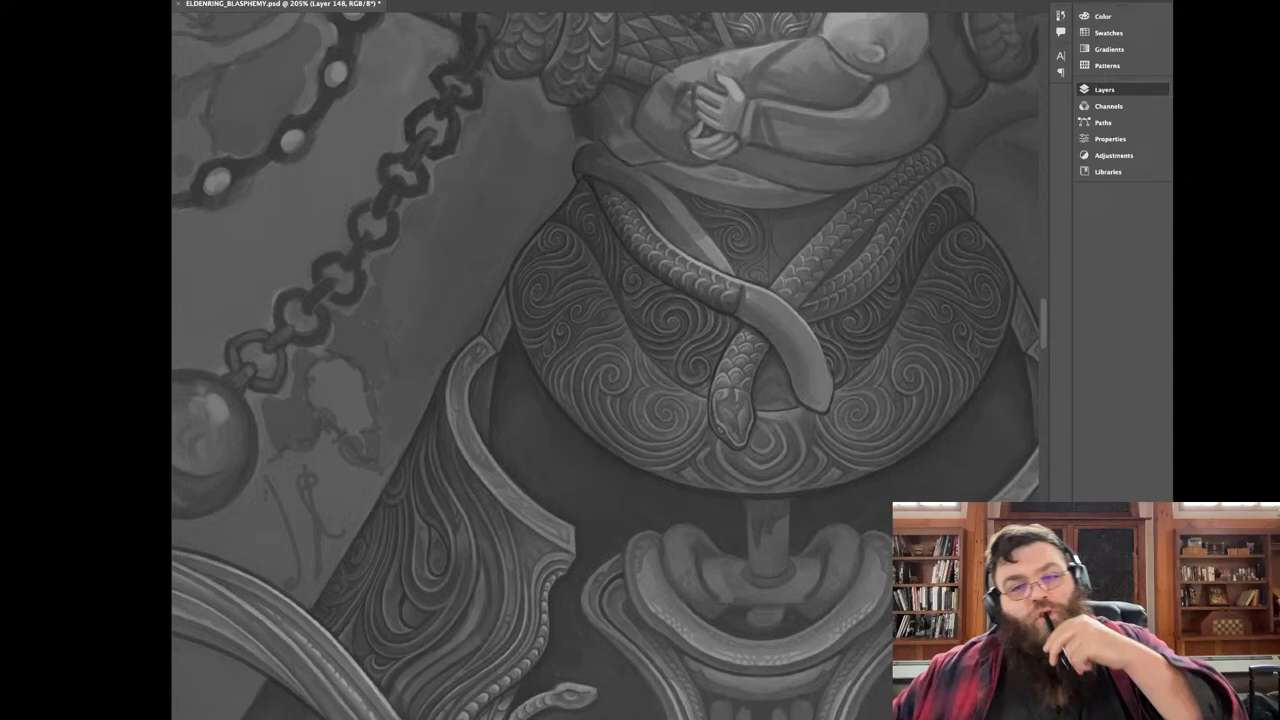 × ELDENRING_BLASPHEMY.psd @ 205% (Layer 148, RGB/8*) *
Color
Swatches
Gradients
Patterns
Layers
Channels
Paths
Properties
Adjustments
Libraries